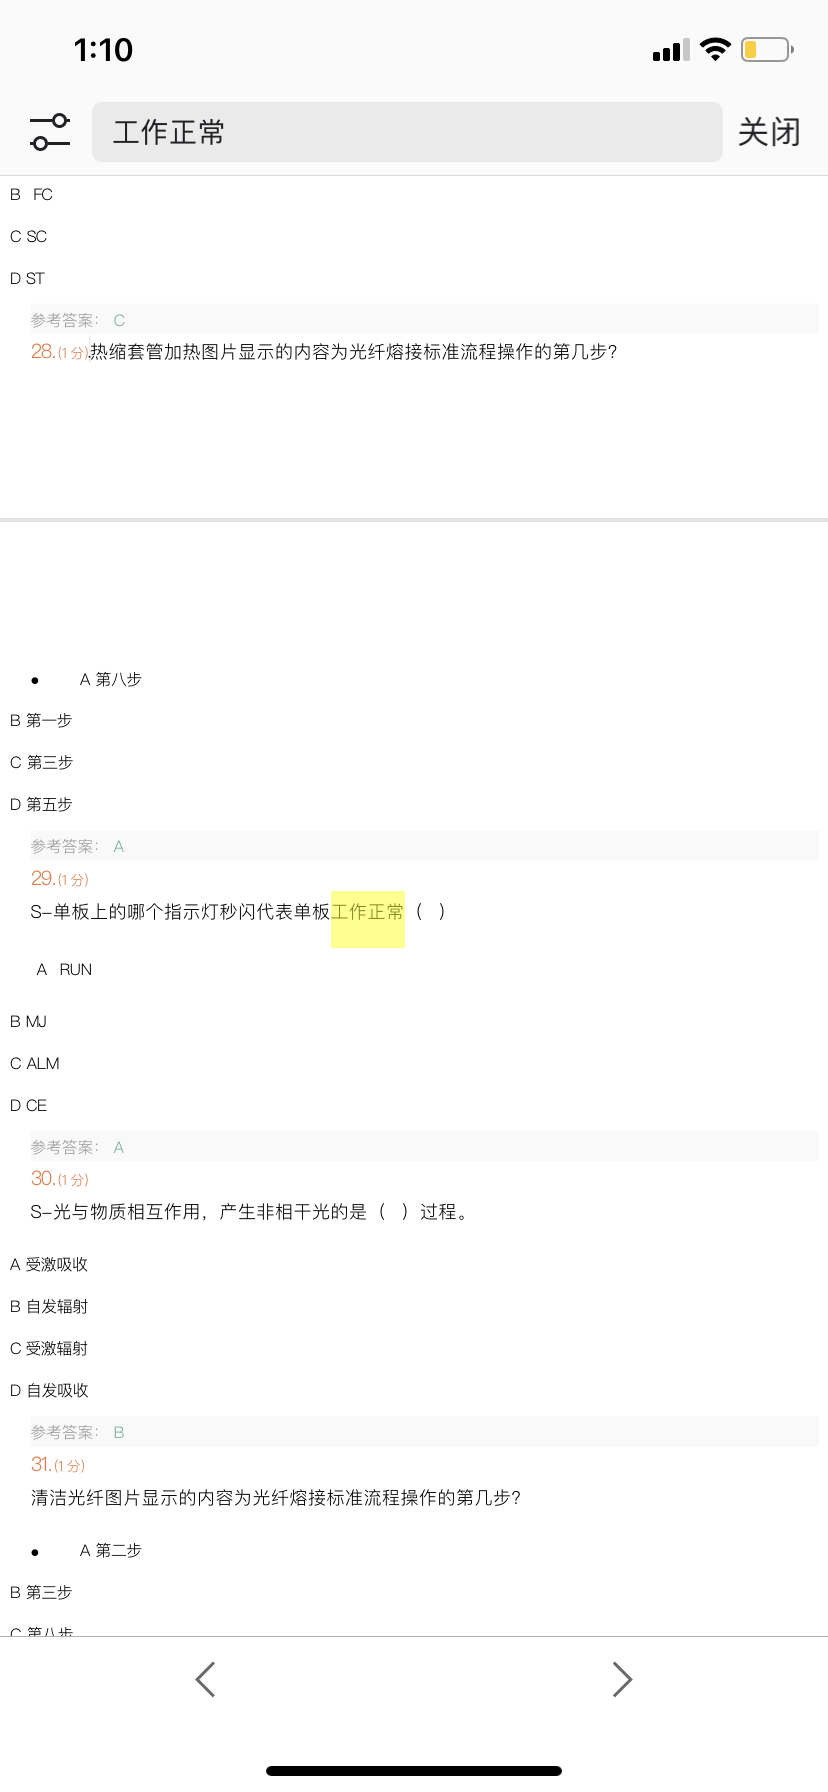 1:10
工作正常 关闭
B FC
C SC
D ST
参考答案： C
28.(1 分)热缩套管加热图片显示的内容为光纤熔接标准流程操作的第几步？
● A 第八步
B 第一步
C 第三步
D 第五步
参考答案： A
29.(1 分)
S-单板上的哪个指示灯秒闪代表单板工作正常（ ）
A RUN
B MJ
C ALM
D CE
参考答案： A
30.(1 分)
S-光与物质相互作用，产生非相干光的是（ ）过程。
A 受激吸收
B 自发辐射
C 受激辐射
D 自发吸收
参考答案： B
31.(1 分)
清洁光纤图片显示的内容为光纤熔接标准流程操作的第几步？
● A 第二步
B 第三步
C 第八步